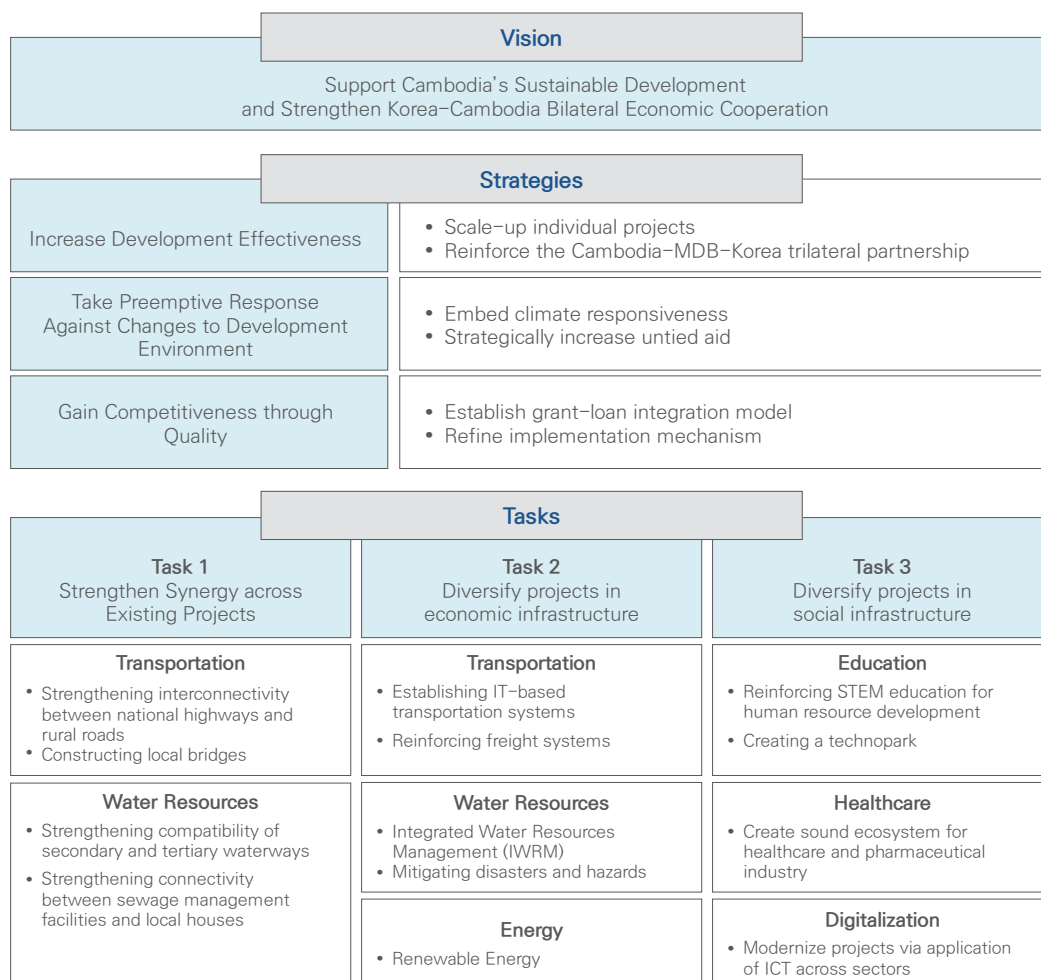 Vision
Support Cambodia's Sustainable Development
and Strengthen Korea-Cambodia Bilateral Economic Cooperation
Strategies
Increase Development Effectiveness
• Scale-up individual projects
• Reinforce the Cambodia-MDB-Korea trilateral partnership
Take Preemptive Response
Against Changes to Development
Environment
• Embed climate responsiveness
• Strategically increase untied aid
Gain Competitiveness through
Quality
• Establish grant-loan integration model
• Refine implementation mechanism
Tasks
Task 1
Strengthen Synergy across
Existing Projects
Transportation
• Strengthening interconnectivity
between national highways and
rural roads
• Constructing local bridges
Water Resources
• Strengthening compatibility of
secondary and tertiary waterways
• Strengthening connectivity
between sewage management
facilities and local houses
Task 2
Diversify projects in
economic infrastructure
Transportation
• Establishing IT-based
transportation systems
• Reinforcing freight systems
Water Resources
• Integrated Water Resources
Management (IWRM)
• Mitigating disasters and hazards
Energy
• Renewable Energy
Task 3
Diversify projects in
social infrastructure
Education
• Reinforcing STEM education for
human resource development
• Creating a technopark
Healthcare
• Create sound ecosystem for
healthcare and pharmaceutical
industry
Digitalization
• Modernize projects via application
of ICT across sectors